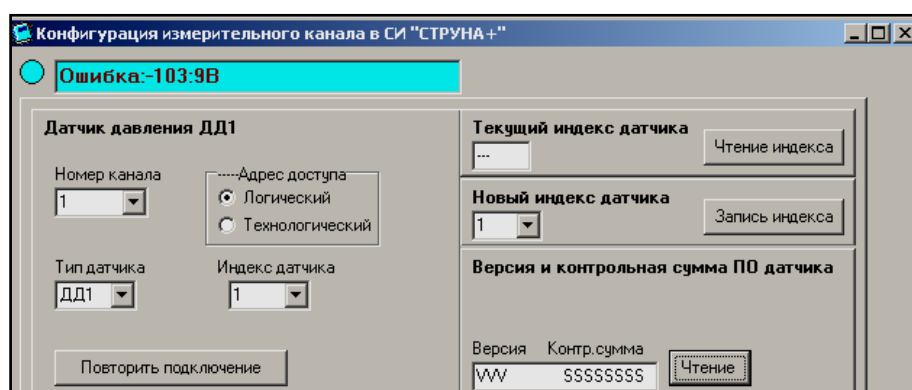 Конфигурация измерительного канала в СИ "СТРУНА+"
Ошибка:-103:9B
Датчик давления ДД1
Номер канала
1
-----Адрес доступа
Логический
Технологический
Тип датчика
ДД1
Индекс датчика
1
Повторить подключение
Текущий индекс датчика
---
Чтение индекса
Новый индекс датчика
1
Запись индекса
Версия и контрольная сумма ПО датчика
Версия Контр.сумма
VVV SSSSSSSS
Чтение